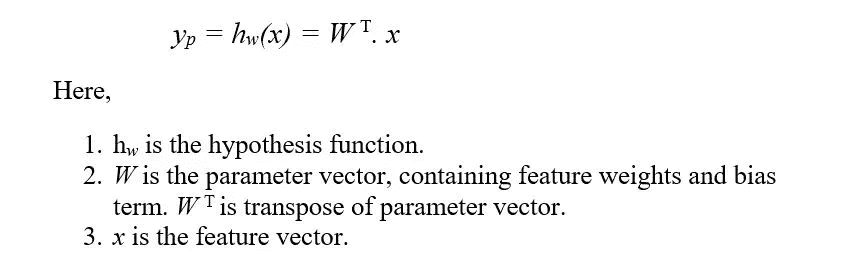 yₚ = h_w(x) = W ᵀ. x
Here,
1. h_w is the hypothesis function.
2. W is the parameter vector, containing feature weights and bias
term. W ᵀ is transpose of parameter vector.
3. x is the feature vector.